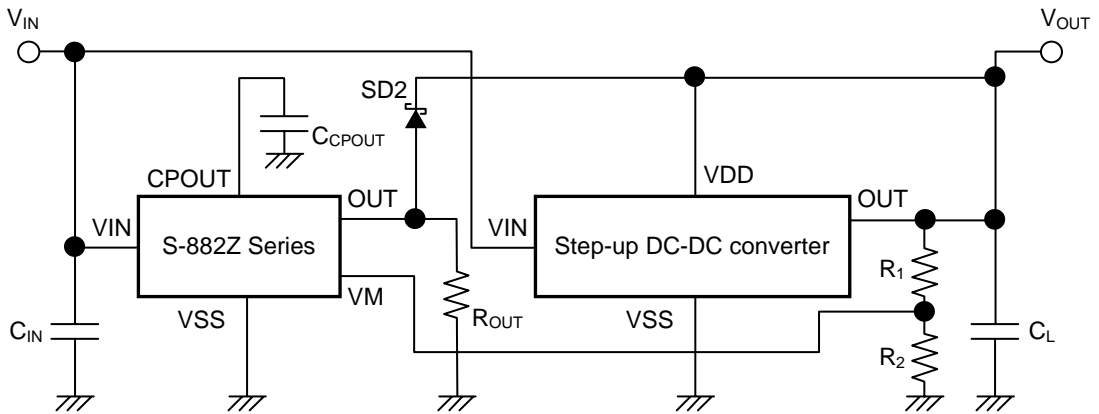 VIN
VOUT
SD2
CCPOUT
CPOUT
VDD
OUT
OUT
VIN
S-882Z Series
VIN
Step-up DC-DC converter
R1
VM
VSS
ROUT
VSS
CIN
R2
CL